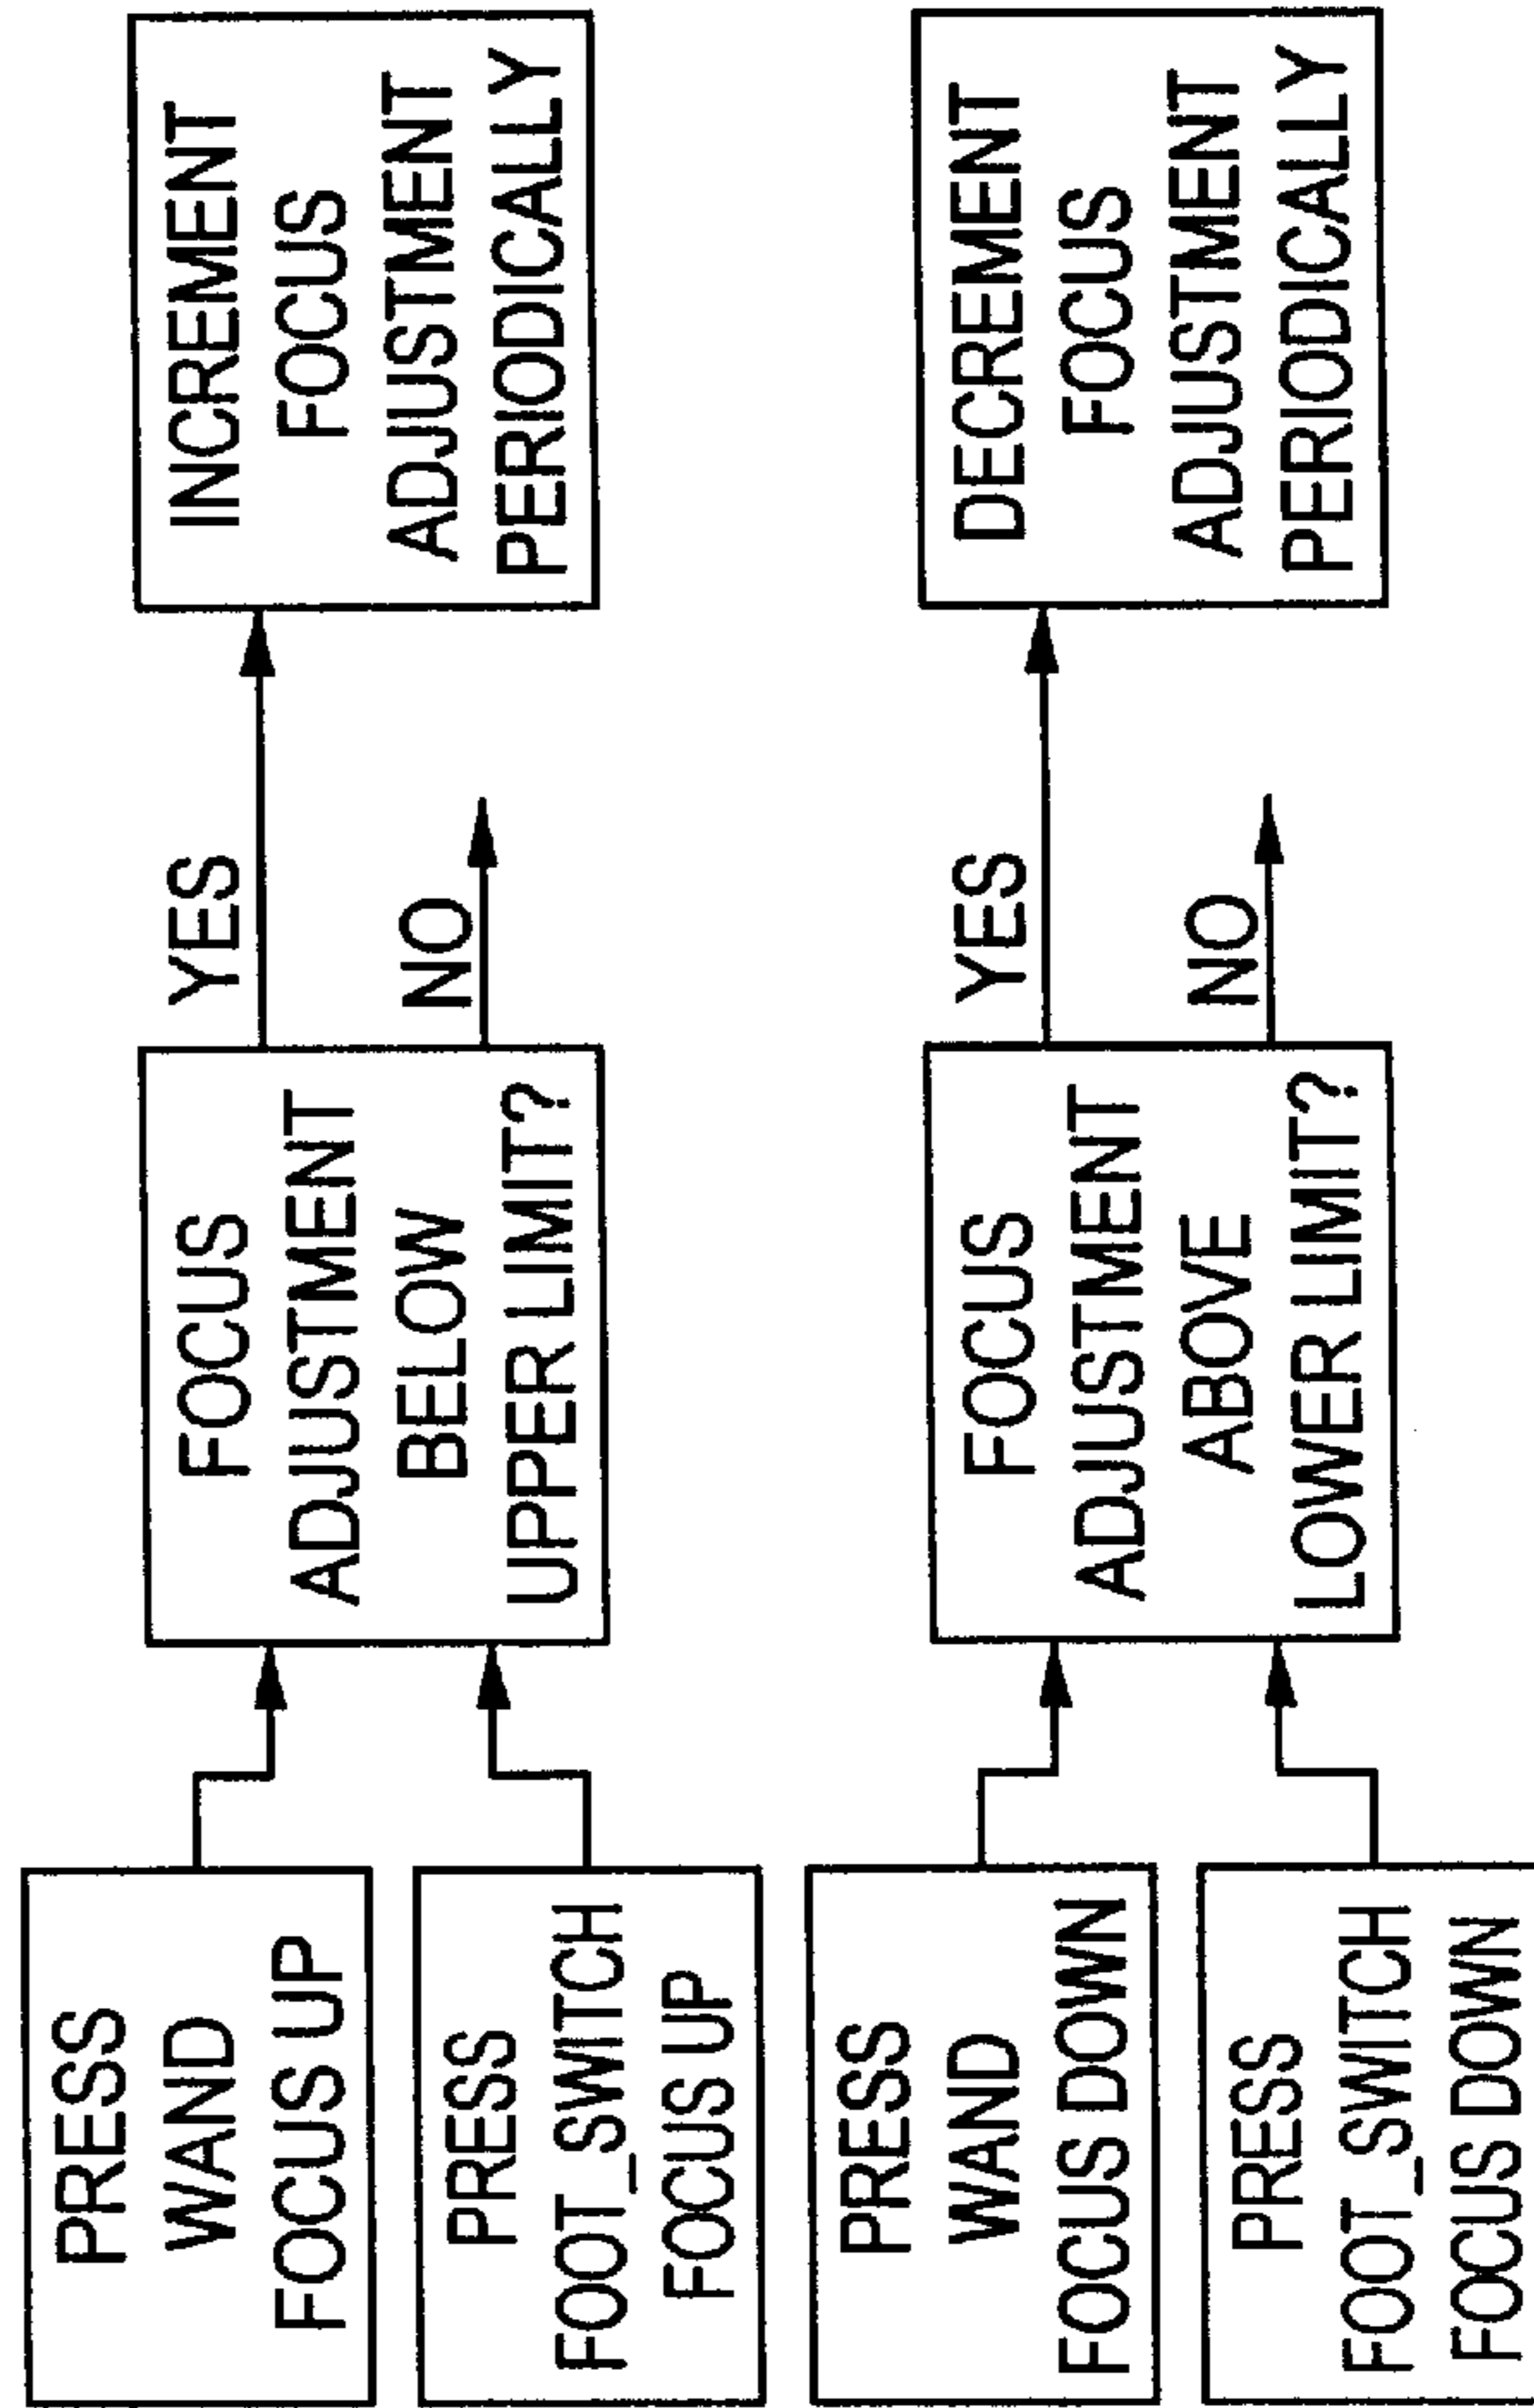 PRESS
WAND
FOCUS UP
PRESS
FOOT_SWITCH
FOCUS UP
FOCUS
ADJUSTMENT
BELOW
UPPER LIMIT?
YES
NO
INCREMENT
FOCUS
ADJUSTMENT
PERIODICALLY
PRESS
WAND
FOCUS DOWN
PRESS
FOOT_SWITCH
FOCUS DOWN
FOCUS
ADJUSTMENT
ABOVE
LOWER LIMIT?
YES
NO
DECREMENT
FOCUS
ADJUSTMENT
PERIODICALLY